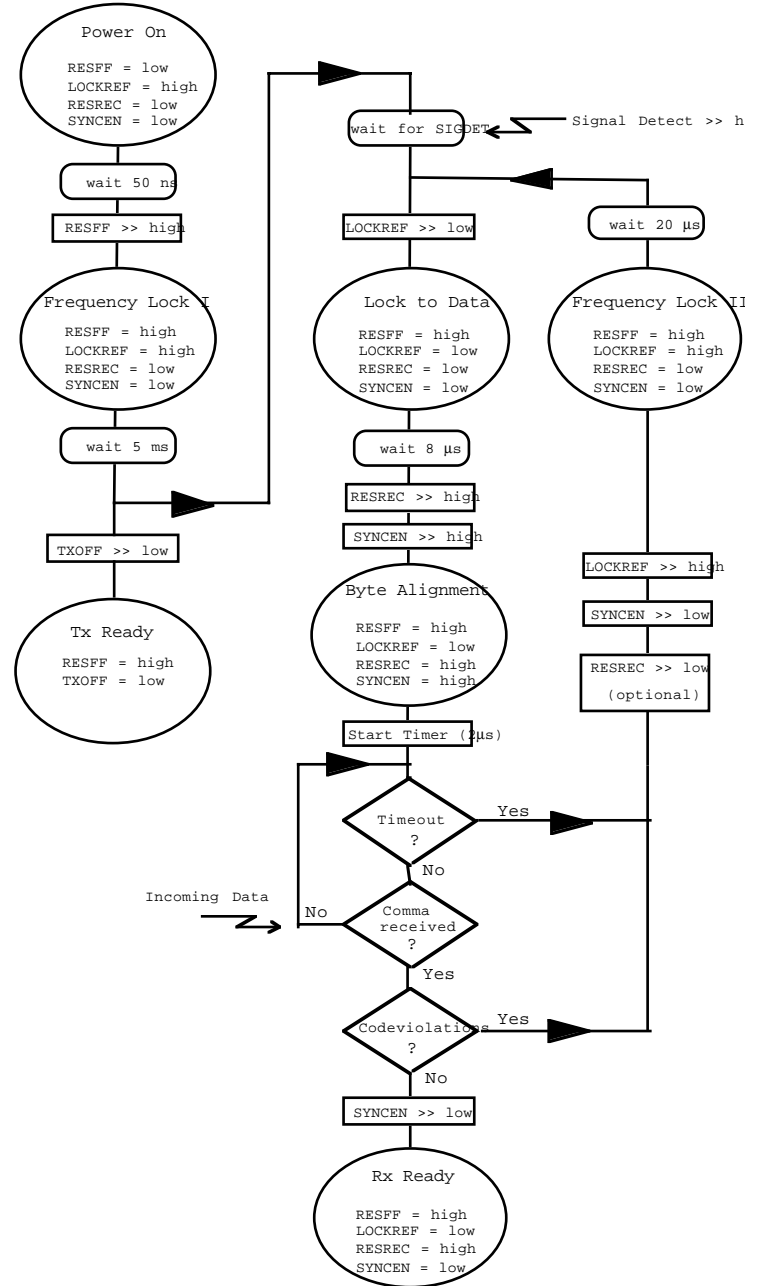 Power On
RESFF = low
LOCKREF = high
RESREC = low
SYNCEN = low
wait 50 ns
RESFF >> high
Frequency Lock I
RESFF = high
LOCKREF = high
RESREC = low
SYNCEN = low
wait 5 ms
TXOFF >> low
Tx Ready
RESFF = high
TXOFF = low
wait for SIGDET
Signal Detect >> h
LOCKREF >> low
Lock to Data
RESFF = high
LOCKREF = low
RESREC = low
SYNCEN = low
wait 8 µs
RESREC >> high
SYNCEN >> high
Byte Alignment
RESFF = high
LOCKREF = low
RESREC = high
SYNCEN = high
Start Timer (2µs)
Timeout
?
Yes
No
Incoming Data
No
Comma
received
?
Yes
Codeviolations
?
Yes
No
SYNCEN >> low
Rx Ready
RESFF = high
LOCKREF = low
RESREC = high
SYNCEN = low
wait 20 µs
Frequency Lock II
RESFF = high
LOCKREF = high
RESREC = low
SYNCEN = low
LOCKREF >> high
SYNCEN >> low
RESREC >> low
(optional)